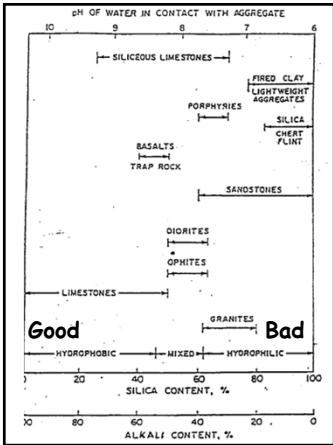 pH OF WATER IN CONTACT WITH AGGREGATE
10 9 8 7 6
SILICEOUS LIMESTONES
FIRED CLAY
LIGHTWEIGHT
AGGREGATES
PORPHYRIES
SILICA
CHERT
FLINT
BASALTS
TRAP ROCK
SANDSTONES
DIORITES
OPHITES
LIMESTONES
GRANITES
Good Bad
HYDROPHOBIC MIXED HYDROPHILIC
20 40 60 80 100
SILICA CONTENT, %
80 60 40 20 0
ALKALI CONTENT, %